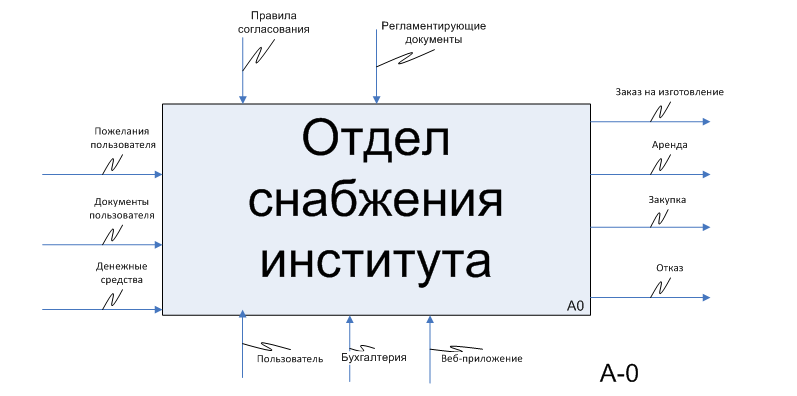 Правила
согласования
Регламентирующие
документы
Заказ на изготовление
Пожелания
пользователя
Аренда
Документы
пользователя
Закупка
Денежные
средства
Отказ
Отдел
снабжения
института
A0
Пользователь
Бухгалтерия
Веб-приложение
A-0